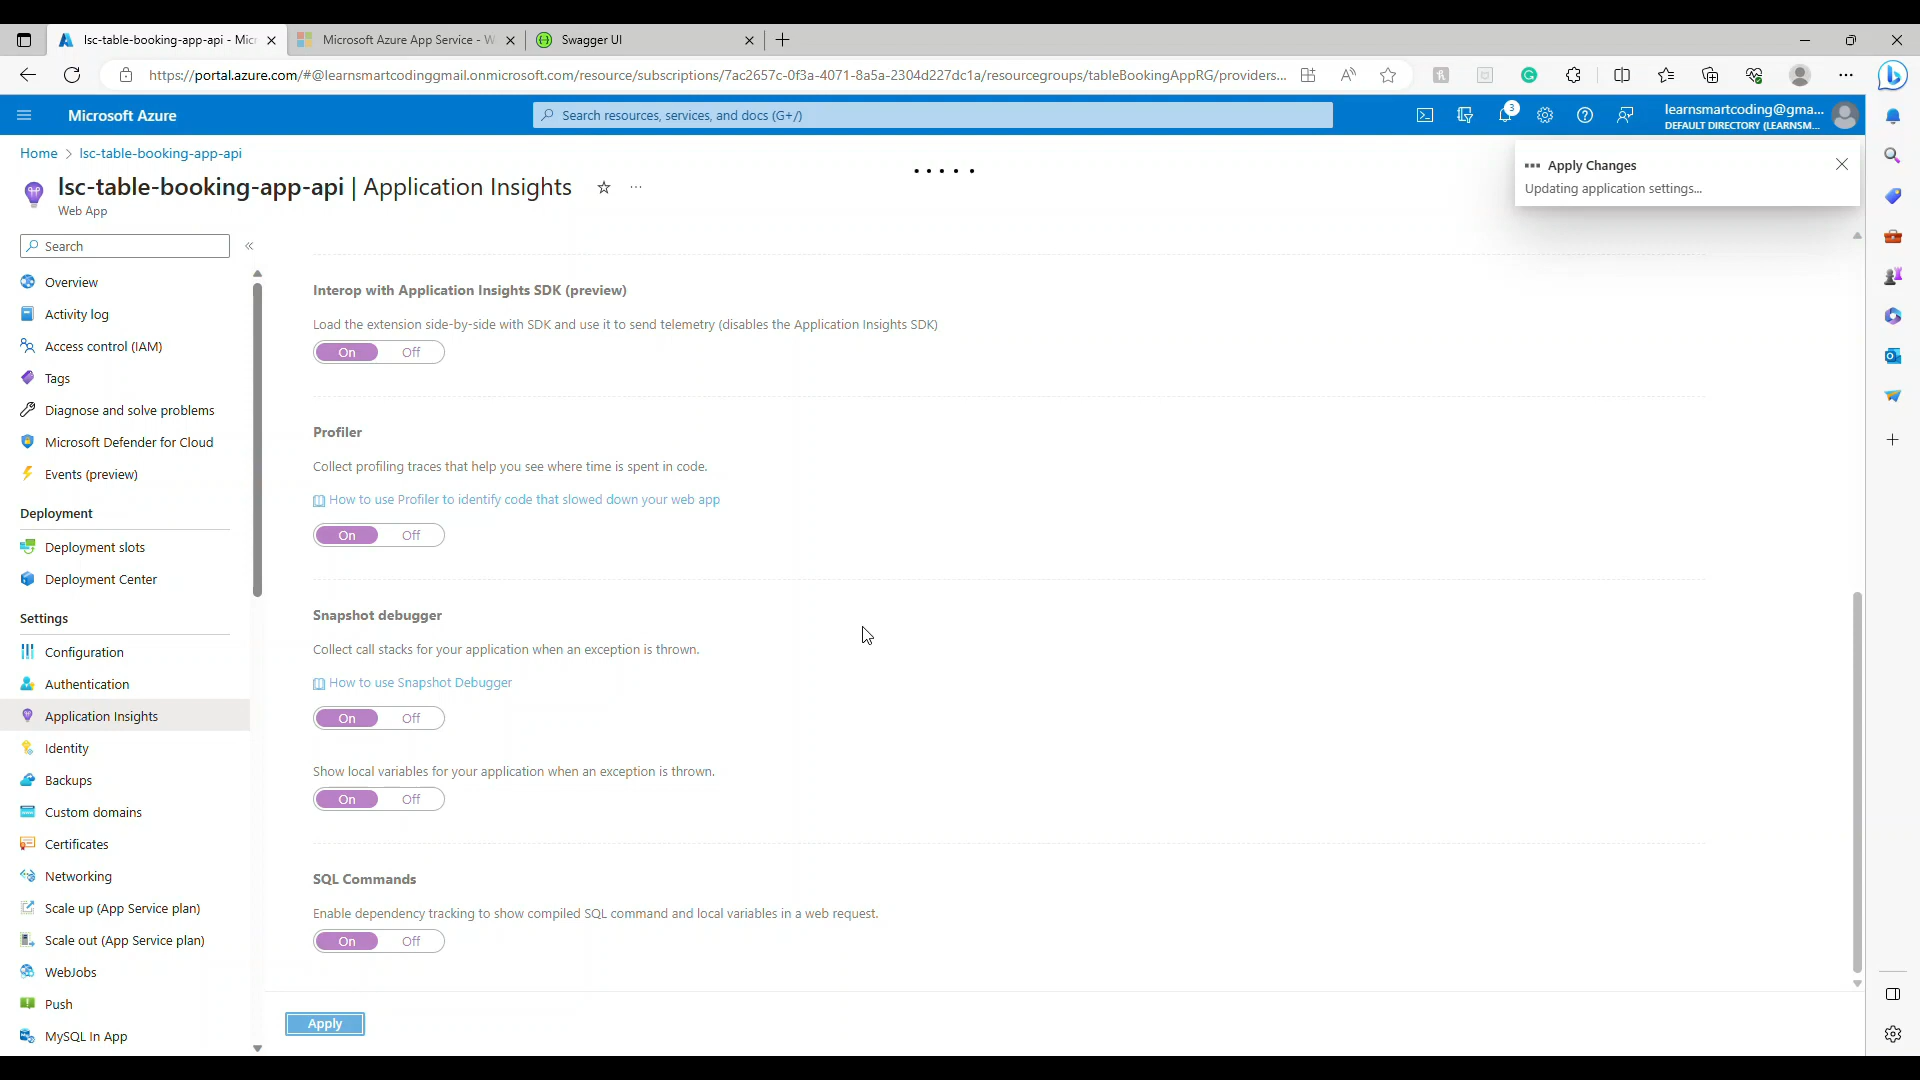 lsc-table-booking-app-api - Mic
Microsoft Azure App Service - W
Swagger UI
https://portal.azure.com/#@learnsmartcodinggmail.onmicrosoft.com/resource/subscriptions/7ac2657c-0f3a-4071-8a5a-2304d227dc1a/resourcegroups/tableBookingAppRG/providers...
Microsoft Azure
Search resources, services, and docs (G+/)
3
learnsmartcoding@gma...
DEFAULT DIRECTORY (LEARNSM...
Home > lsc-table-booking-app-api
lsc-table-booking-app-api | Application Insights
Web App
Apply Changes
Updating application settings...
Search
Overview
Activity log
Access control (IAM)
Tags
Diagnose and solve problems
Microsoft Defender for Cloud
Events (preview)
Deployment
Deployment slots
Deployment Center
Settings
Configuration
Authentication
Application Insights
Identity
Backups
Custom domains
Certificates
Networking
Scale up (App Service plan)
Scale out (App Service plan)
WebJobs
Push
MySQL In App
Interop with Application Insights SDK (preview)
Load the extension side-by-side with SDK and use it to send telemetry (disables the Application Insights SDK)
On Off
Profiler
Collect profiling traces that help you see where time is spent in code.
How to use Profiler to identify code that slowed down your web app
On Off
Snapshot debugger
Collect call stacks for your application when an exception is thrown.
How to use Snapshot Debugger
On Off
Show local variables for your application when an exception is thrown.
On Off
SQL Commands
Enable dependency tracking to show compiled SQL command and local variables in a web request.
On Off
Apply